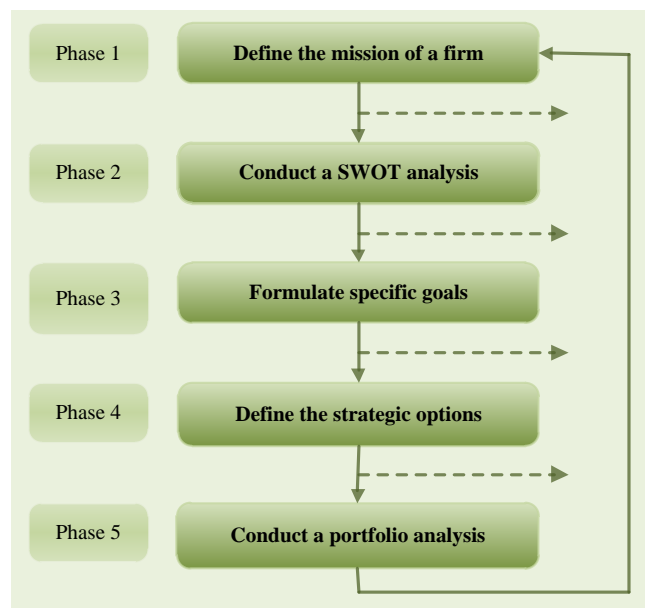 Phase 1
Define the mission of a firm
Phase 2
Conduct a SWOT analysis
Phase 3
Formulate specific goals
Phase 4
Define the strategic options
Phase 5
Conduct a portfolio analysis